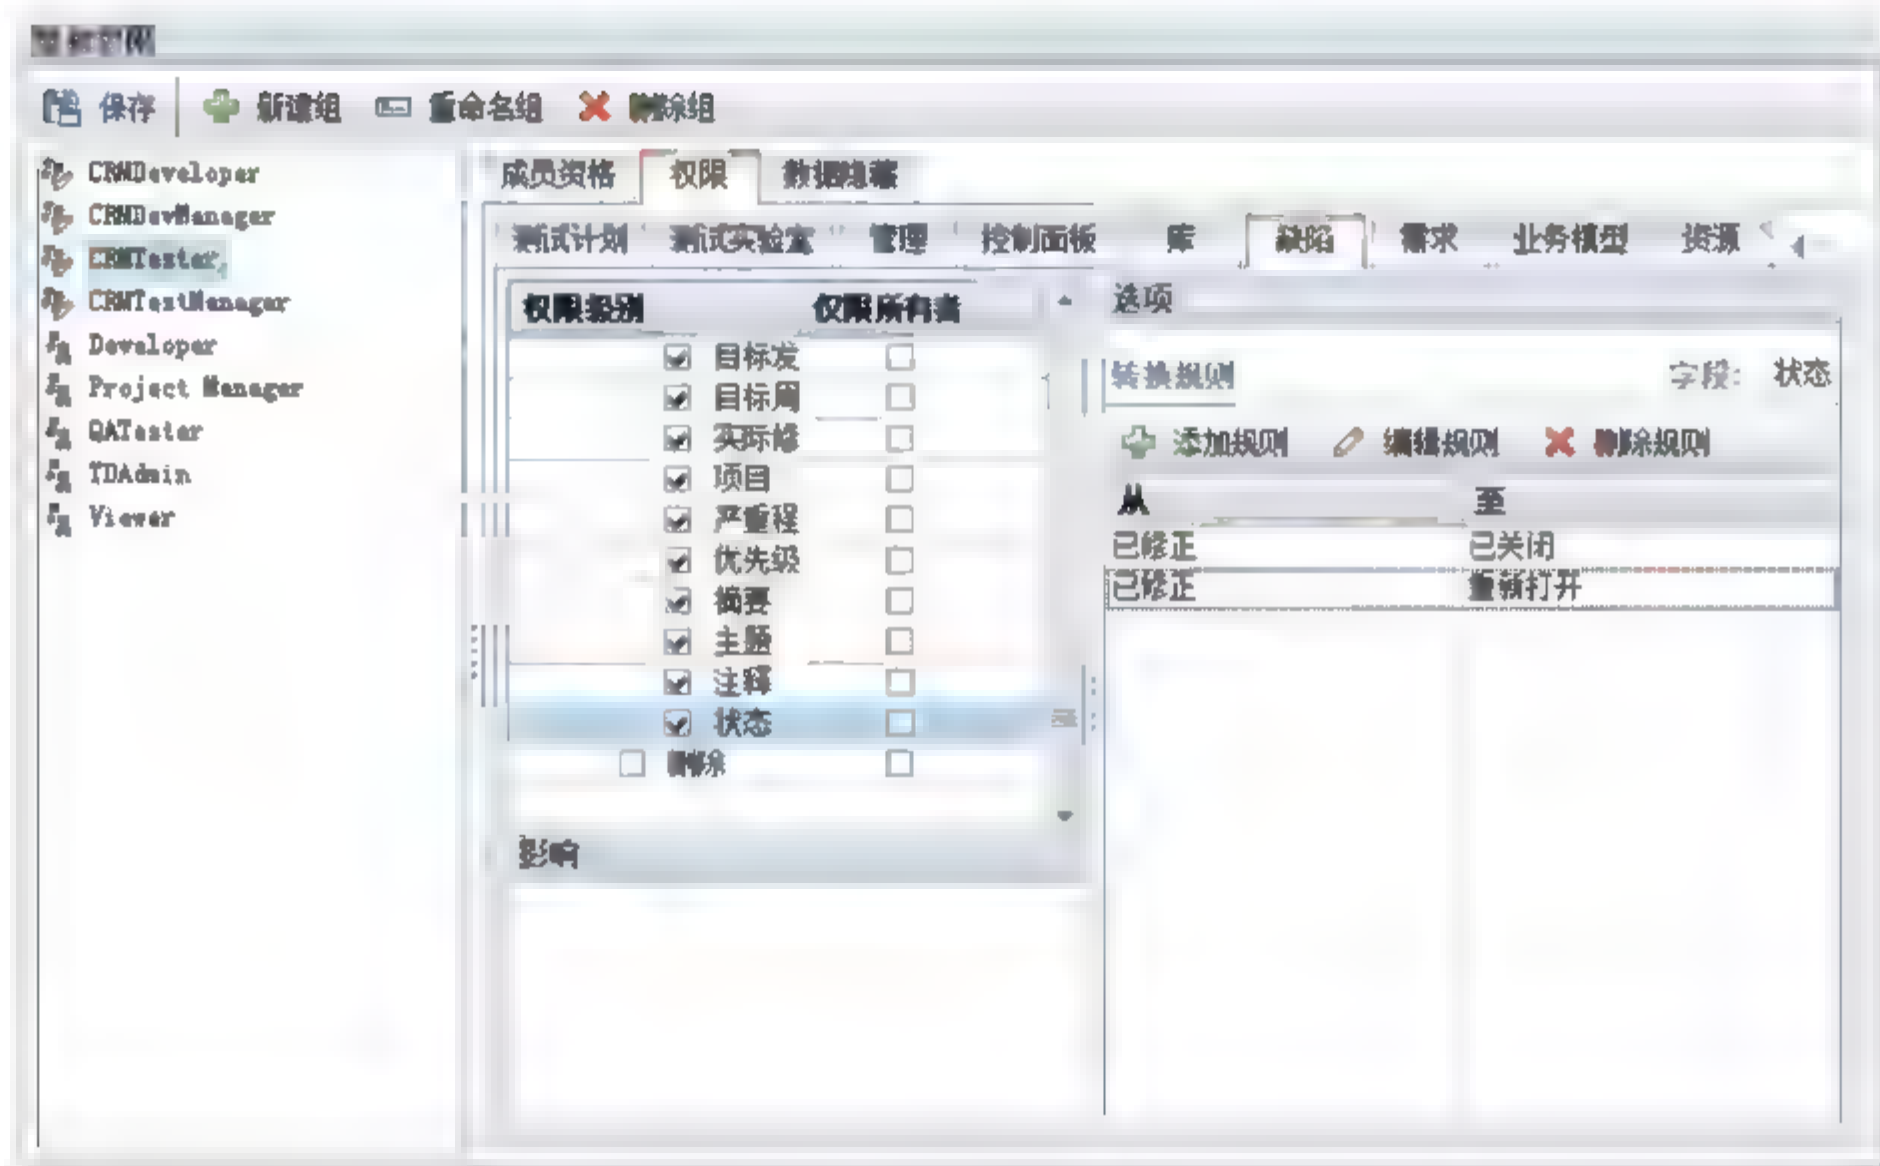 保存 新建组 重命名组 删除组
CRMDeveloper
CRMDevManager
CRMTester
CRMTestManager
Developer
Project Manager
QATester
TDAdmin
Viewer
成员资格 权限 数据隐藏
测试计划 测试实验室 管理 控制面板 库 缺陷 需求 业务模型 资源
权限级别 权限所有者
目标发
目标周
实际修
项目
严重程
优先级
摘要
主题
注释
状态
删除
影响
选项
转换规则 字段: 状态
添加规则 编辑规则 删除规则
从 至
已修正 已关闭
已修正 重新打开